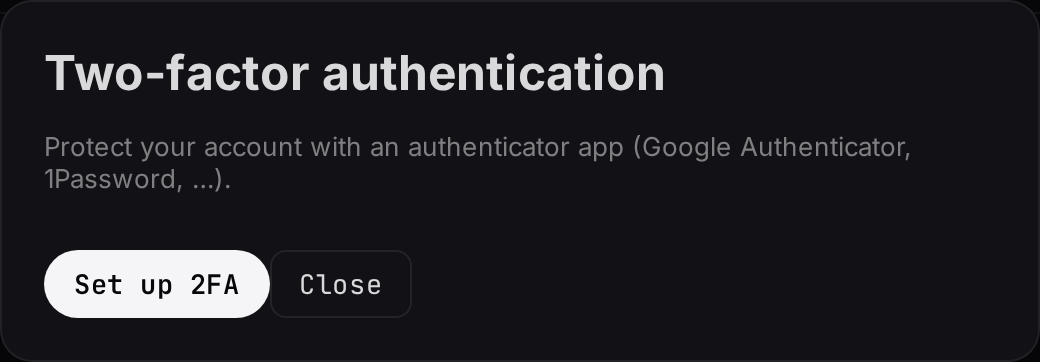 Two-factor authentication
Protect your account with an authenticator app (Google Authenticator,
1Password, …).
Set up 2FA
Close